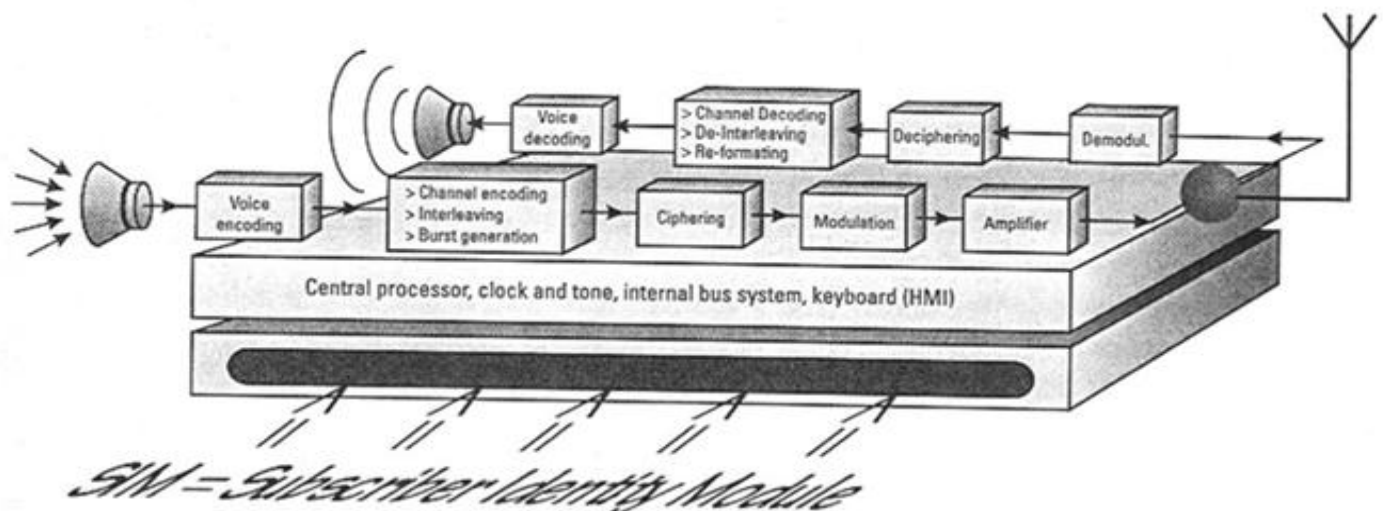 Voice
decoding
> Channel Decoding
> De-Interleaving
> Re-formating
Deciphering
Demodul.
Voice
encoding
> Channel encoding
> Interleaving
> Burst generation
Ciphering
Modulation
Amplifier
Central processor, clock and tone, internal bus system, keyboard (HMI)
SIM = Subscriber Identity Module